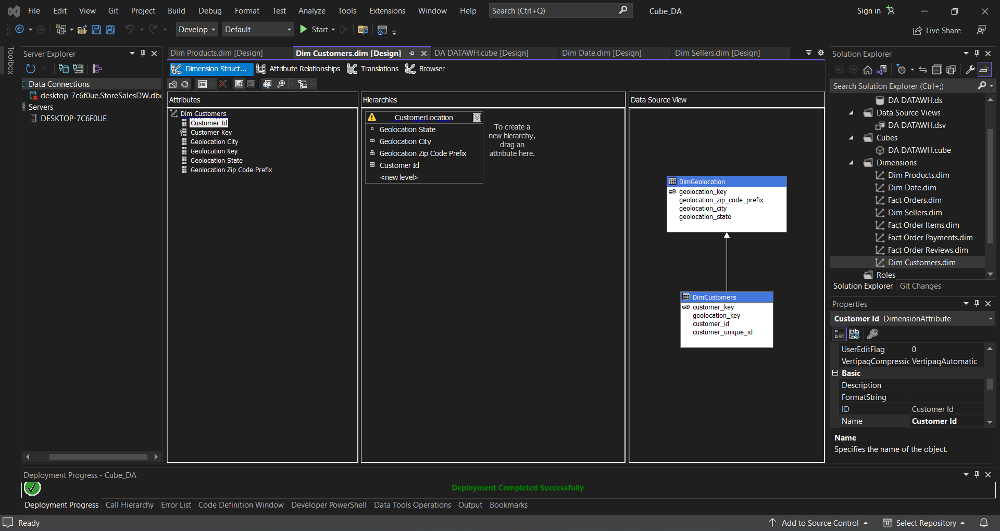 File Edit View Git Project Build Debug Format Test Analyze Tools Extensions Window Help Search (Ctrl+Q) Cube_DA Sign in
Develop Default Start Live Share
Toolbox
Server Explorer
Data Connections
desktop-7c6f0ue.StoreSalesDW.dbo
Servers
DESKTOP-7C6F0UE
Dim Products.dim [Design] Dim Customers.dim [Design] DA DATAWH.cube [Design] Dim Date.dim [Design] Dim Sellers.dim [Design]
Dimension Struct... Attribute Relationships Translations Browser
Attributes
Dim Customers
Customer Id
Customer Key
Geolocation City
Geolocation Key
Geolocation State
Geolocation Zip Code Prefix
Hierarchies
CustomerLocation
Geolocation State
Geolocation City
Geolocation Zip Code Prefix
Customer Id
<new level>
To create a
new hierarchy,
drag an
attribute here.
Data Source View
DimGeolocation
geolocation_key
geolocation_zip_code_prefix
geolocation_city
geolocation_state
DimCustomers
customer_key
geolocation_key
customer_id
customer_unique_id
Solution Explorer
Search Solution Explorer (Ctrl+;)
DA DATAWH.ds
Data Source Views
DA DATAWH.dsv
Cubes
DA DATAWH.cube
Dimensions
Dim Products.dim
Dim Date.dim
Fact Orders.dim
Dim Sellers.dim
Fact Order Items.dim
Fact Order Payments.dim
Fact Order Reviews.dim
Dim Customers.dim
Roles
Solution Explorer Git Changes
Properties
Customer Id DimensionAttribute
UserEditFlag 0
VertipaqCompressic VertipaqAutomatic
Basic
Description
FormatString
ID Customer Id
Name Customer Id
Name
Specifies the name of the object.
Deployment Progress - Cube_DA
Deployment Completed Successfully
Deployment Progress Call Hierarchy Error List Code Definition Window Developer PowerShell Data Tools Operations Output Bookmarks
Ready Add to Source Control Select Repository